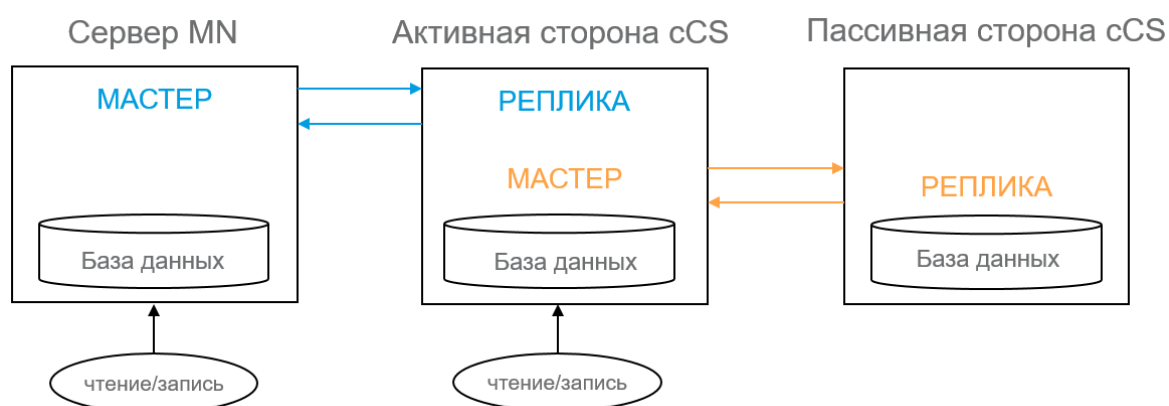 Сервер MN
Активная сторона cCS
Пассивная сторона cCS
МАСТЕР
РЕПЛИКА
МАСТЕР
РЕПЛИКА
База данных
База данных
База данных
чтение/запись
чтение/запись